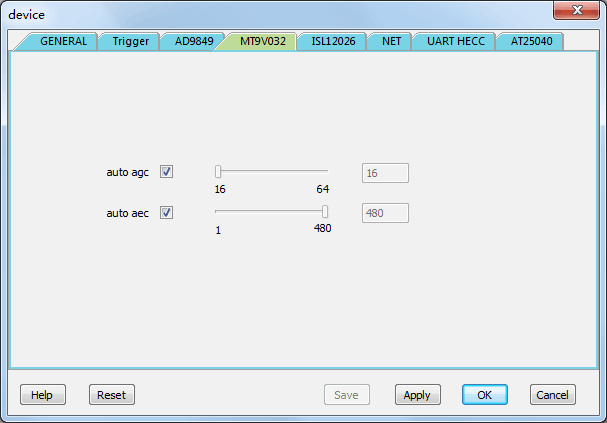 device
GENERAL Trigger AD9849 MT9V032 ISL12026 NET UART HECC AT25040
auto agc 16
16 64
auto aec 480
1 480
Help Reset Save Apply OK Cancel